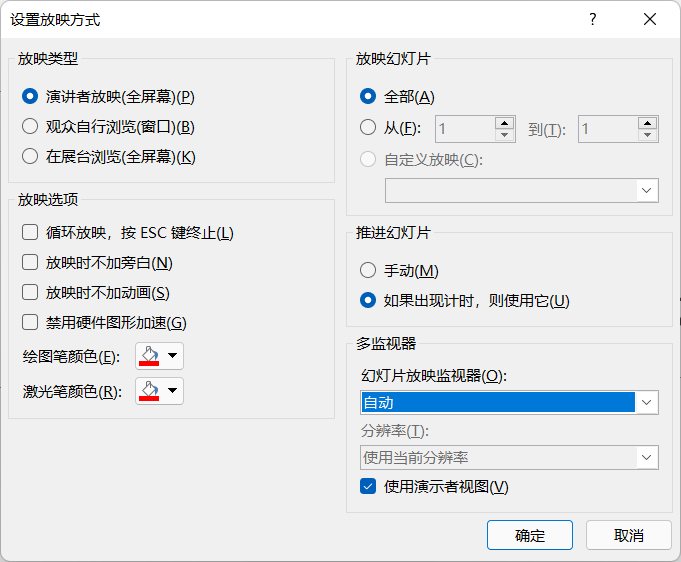 设置放映方式
?
放映类型
演讲者放映(全屏幕)(P)
观众自行浏览(窗口)(B)
在展台浏览(全屏幕)(K)
放映选项
循环放映，按 ESC 键终止(L)
放映时不加旁白(N)
放映时不加动画(S)
禁用硬件图形加速(G)
绘图笔颜色(E):
激光笔颜色(R):
放映幻灯片
全部(A)
从(F): 1 到(T): 1
自定义放映(C):
推进幻灯片
手动(M)
如果出现计时，则使用它(U)
多监视器
幻灯片放映监视器(O):
自动
分辨率(T):
使用当前分辨率
使用演示者视图(V)
确定 取消